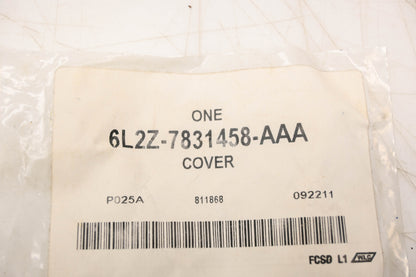 ONE
6L2Z-7831458-AAA
COVER
P025A 811868 092211
FCSD L1